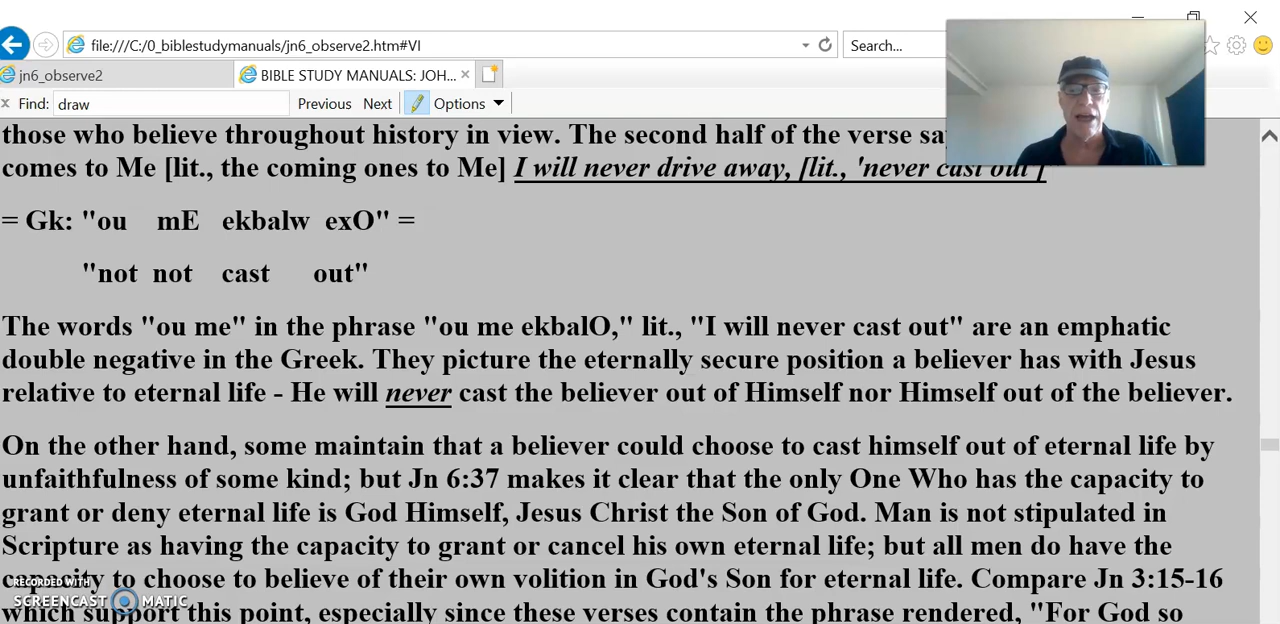 file:///C:/0_biblestudymanuals/jn6_observe2.htm#VI
Search...
jn6_observe2
BIBLE STUDY MANUALS: JOH...
x Find: draw Previous Next Options
those who believe throughout history in view. The second half of the verse sa
comes to Me [lit., the coming ones to Me] I will never drive away, [lit., 'never cast out']
= Gk: "ou mE ekbalw exO" =
"not not cast out"
The words "ou me" in the phrase "ou me ekbalO," lit., "I will never cast out" are an emphatic
double negative in the Greek. They picture the eternally secure position a believer has with Jesus
relative to eternal life - He will never cast the believer out of Himself nor Himself out of the believer.
On the other hand, some maintain that a believer could choose to cast himself out of eternal life by
unfaithfulness of some kind; but Jn 6:37 makes it clear that the only One Who has the capacity to
grant or deny eternal life is God Himself, Jesus Christ the Son of God. Man is not stipulated in
Scripture as having the capacity to grant or cancel his own eternal life; but all men do have the
capacity to choose to believe of their own volition in God's Son for eternal life. Compare Jn 3:15-16
RECORDED WITH
SCREENCAST MATIC
which support this point, especially since these verses contain the phrase rendered, "For God so